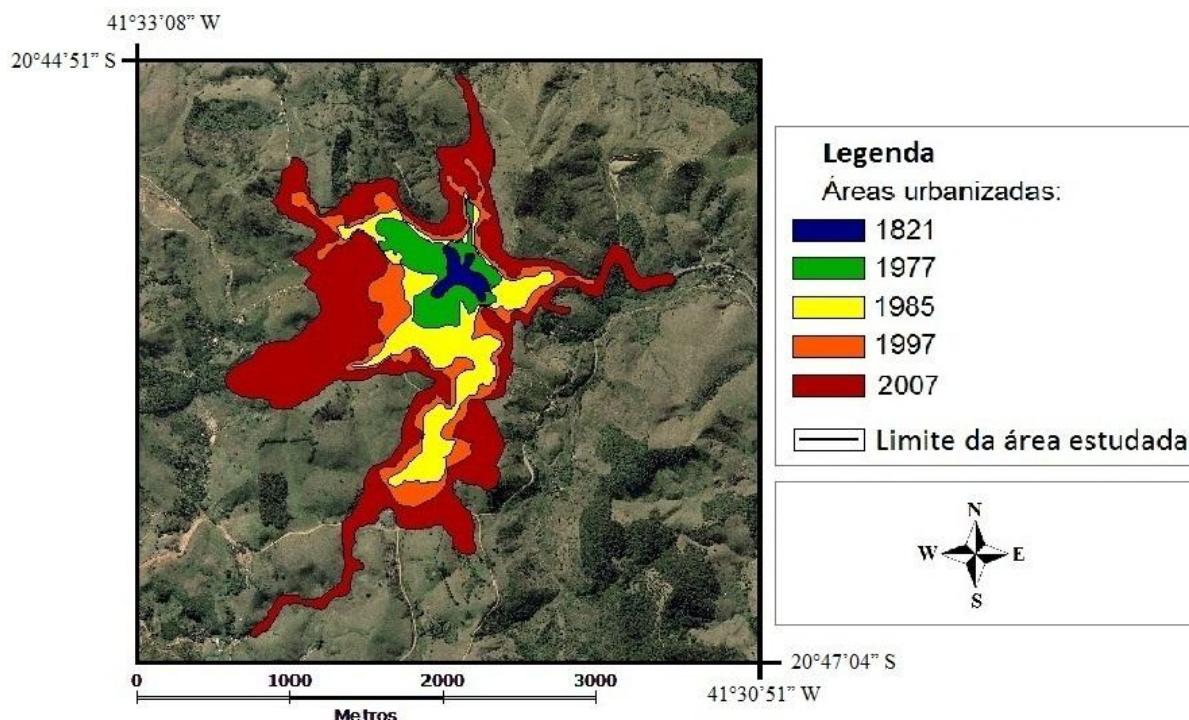 41°33'08" W
20°44'51" S
Legenda
Áreas urbanizadas:
1821
1977
1985
1997
2007
Limite da área estudada
N
W E
S
20°47'04" S
0 1000 2000 3000
41°30'51" W
Metros